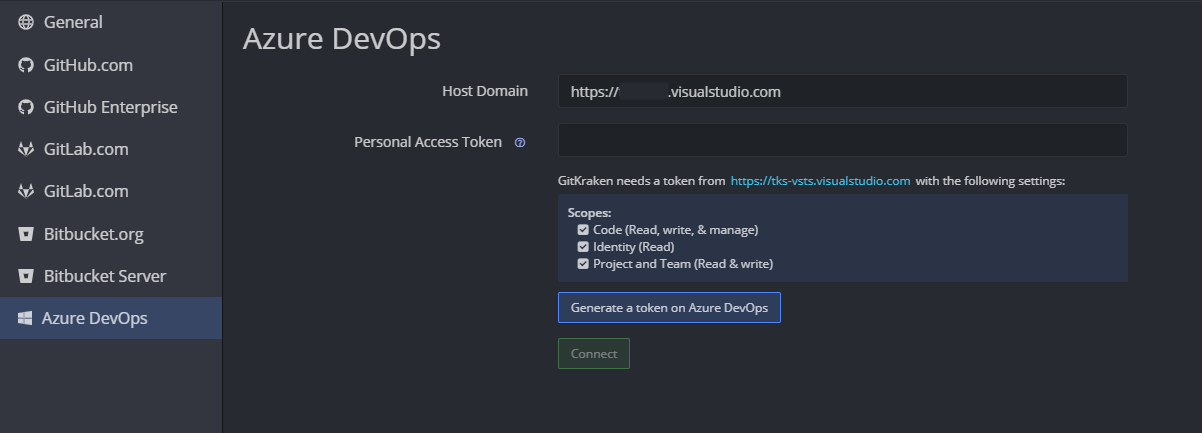 General
GitHub.com
GitHub Enterprise
GitLab.com
GitLab.com
Bitbucket.org
Bitbucket Server
Azure DevOps
Azure DevOps
Host Domain
https:// .visualstudio.com
Personal Access Token
GitKraken needs a token from https://tks-vsts.visualstudio.com with the following settings:
Scopes:
Code (Read, write, & manage)
Identity (Read)
Project and Team (Read & write)
Generate a token on Azure DevOps
Connect